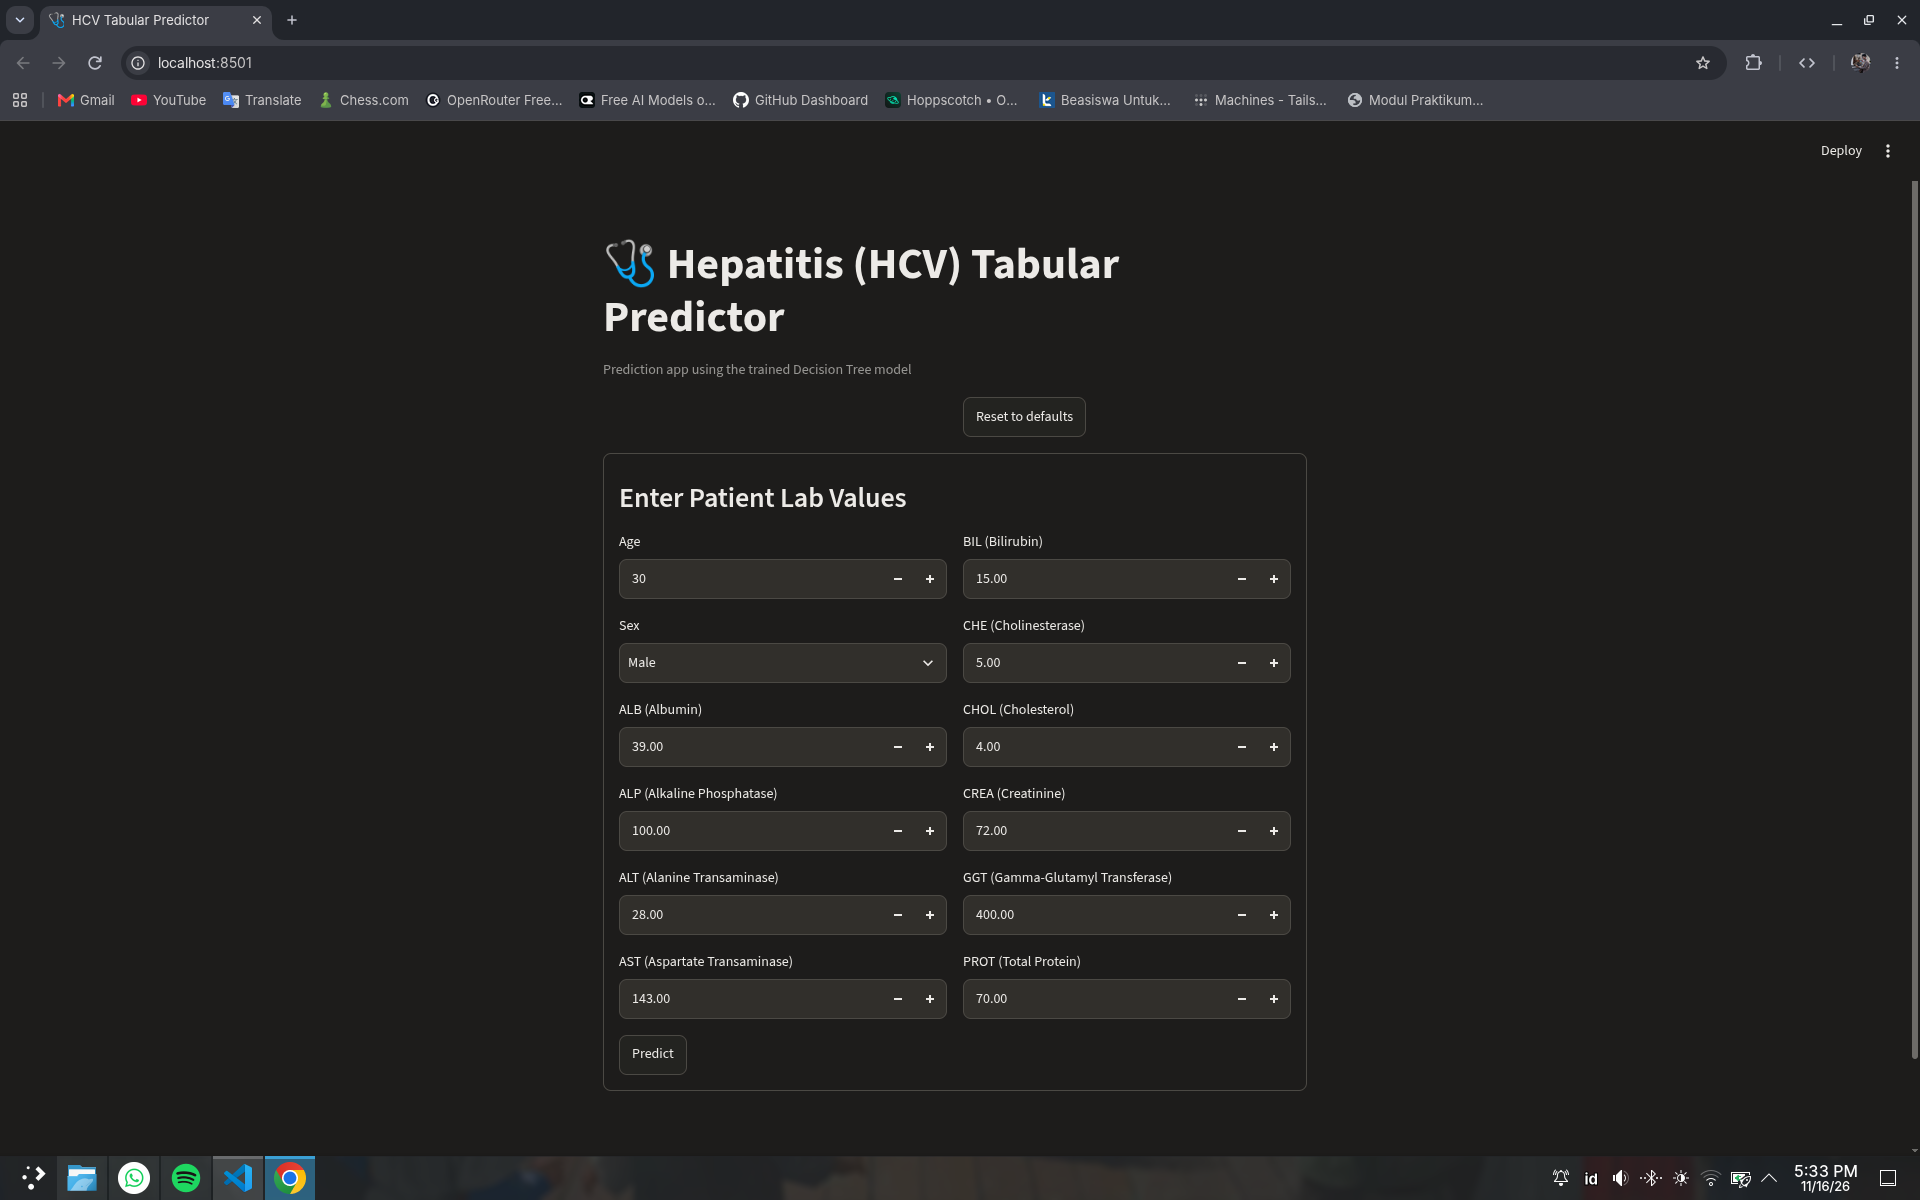 HCV Tabular Predictor
localhost:8501
Gmail
YouTube
Translate
Chess.com
OpenRouter Free...
Free AI Models o...
GitHub Dashboard
Hoppscotch • O...
Beasiswa Untuk...
Machines - Tails...
Modul Praktikum...
Deploy
Hepatitis (HCV) Tabular
Predictor
Prediction app using the trained Decision Tree model
Reset to defaults
Enter Patient Lab Values
Age
30
Sex
Male
ALB (Albumin)
39.00
ALP (Alkaline Phosphatase)
100.00
ALT (Alanine Transaminase)
28.00
AST (Aspartate Transaminase)
143.00
BIL (Bilirubin)
15.00
CHE (Cholinesterase)
5.00
CHOL (Cholesterol)
4.00
CREA (Creatinine)
72.00
GGT (Gamma-Glutamyl Transferase)
400.00
PROT (Total Protein)
70.00
Predict
id
5:33 PM
11/16/26